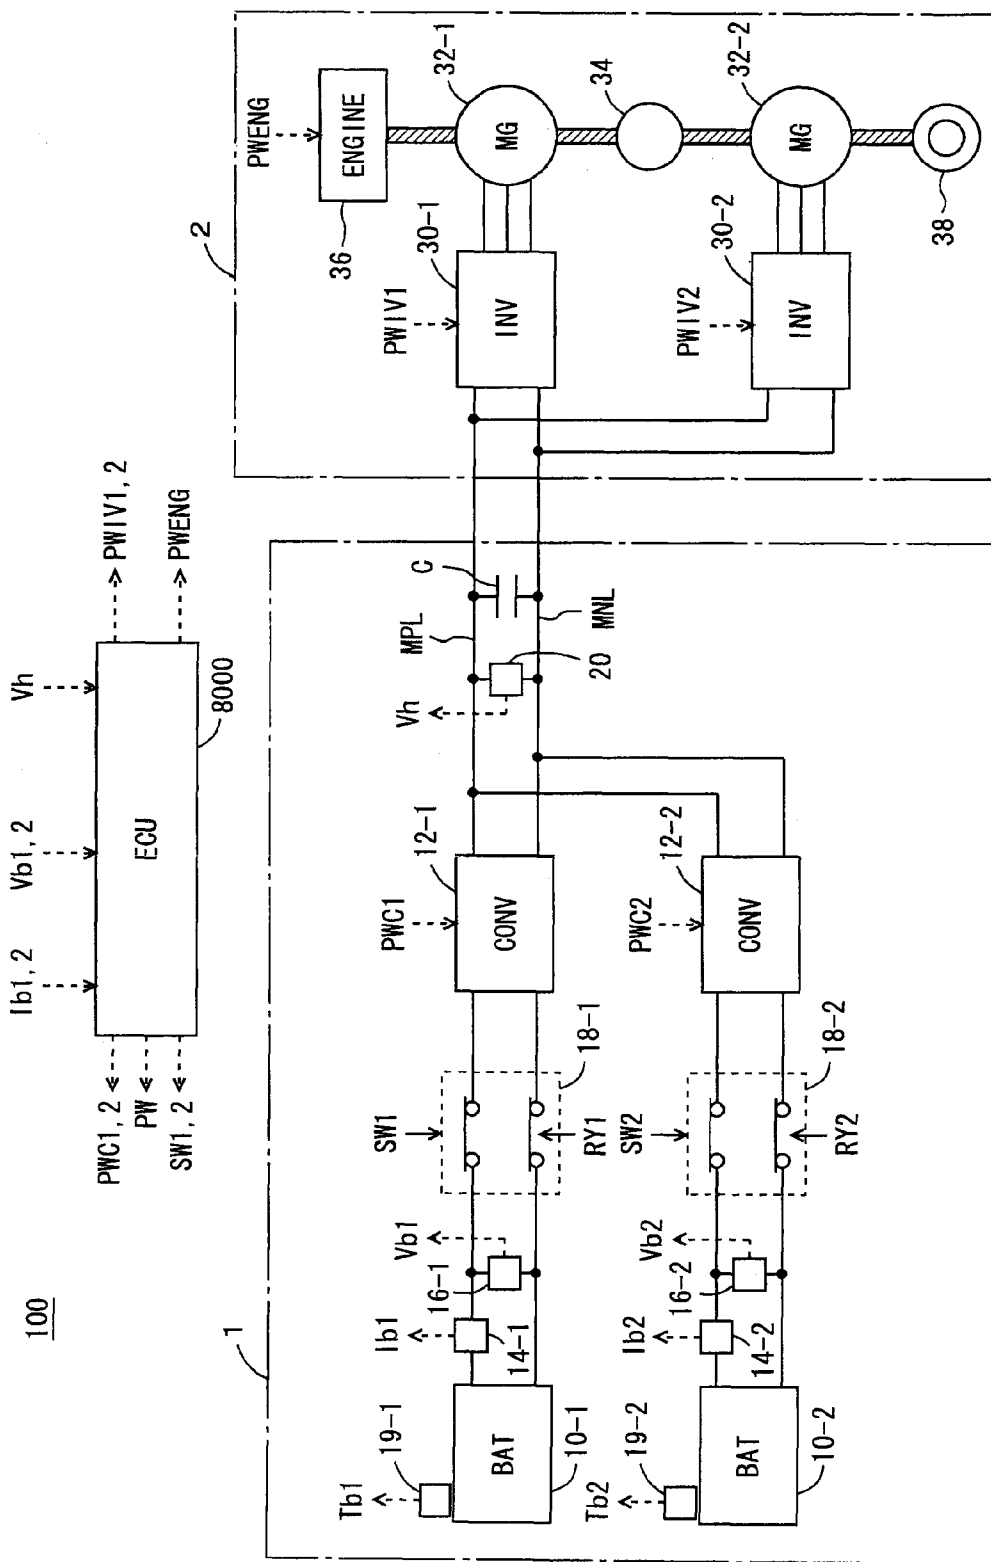 100
Ib1, 2
Vb1, 2
Vh
PWC1, 2
PW
SW1, 2
ECU
8000
PWIV1, 2
PWENG
1
2
Tb1
19-1
BAT
10-1
Ib1
14-1
Vb1
16-1
SW1
RY1
18-1
PWC1
CONV
12-1
Vh
20
MPL
MNL
C
Tb2
19-2
BAT
10-2
Ib2
14-2
Vb2
16-2
SW2
RY2
18-2
PWC2
CONV
12-2
PWENG
ENGINE
36
PWIV1
INV
30-1
MG
32-1
34
PWIV2
INV
30-2
MG
32-2
38